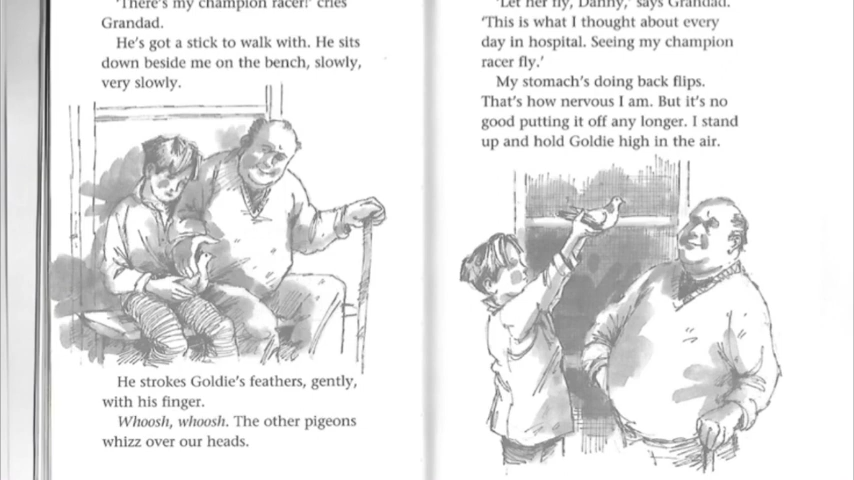 'There's my champion racer!' cries
Grandad.
He's got a stick to walk with. He sits
down beside me on the bench, slowly,
very slowly.
He strokes Goldie's feathers, gently,
with his finger.
Whoosh, whoosh. The other pigeons
whizz over our heads.
'Let her fly, Danny,' says Grandad.
'This is what I thought about every
day in hospital. Seeing my champion
racer fly.'
My stomach's doing back flips.
That's how nervous I am. But it's no
good putting it off any longer. I stand
up and hold Goldie high in the air.